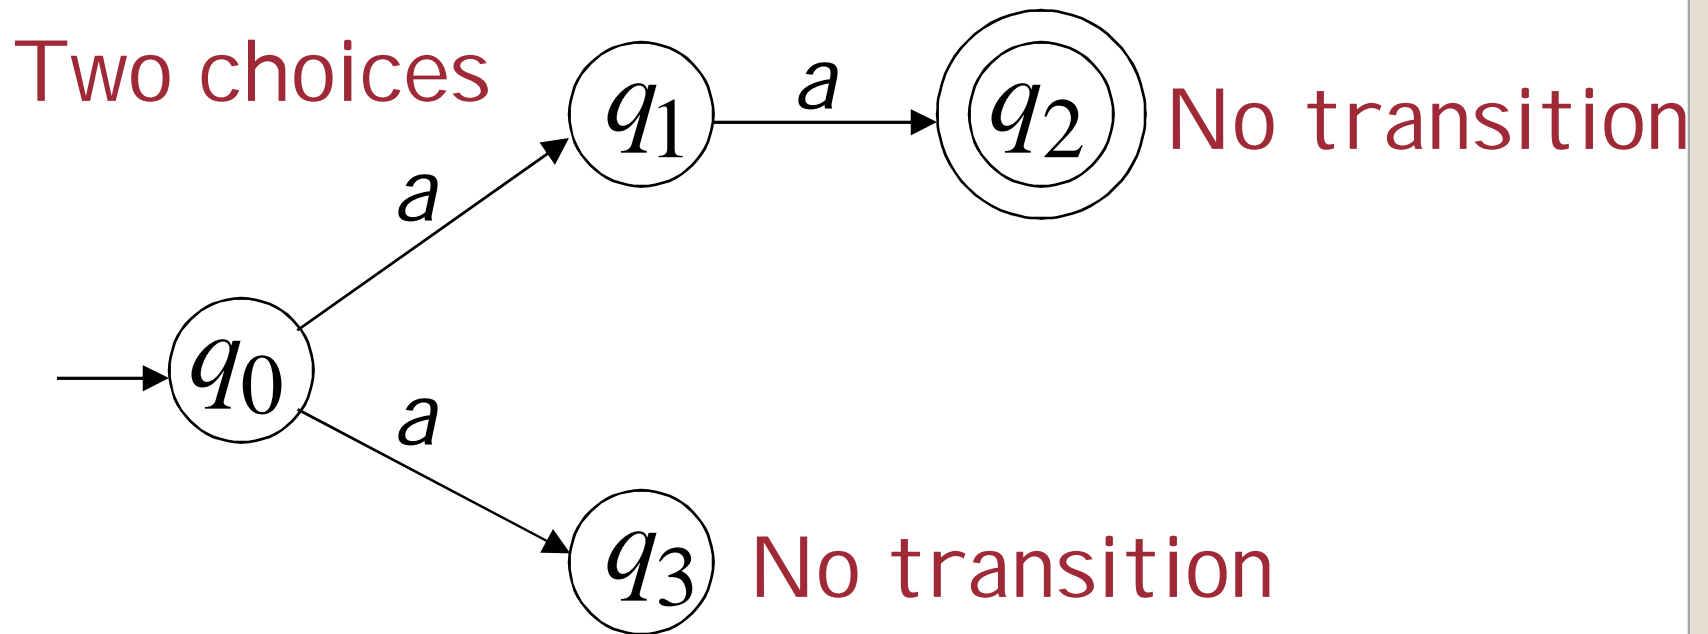 Two choices
q1
a
q2
No transition
a
q0
a
q3
No transition